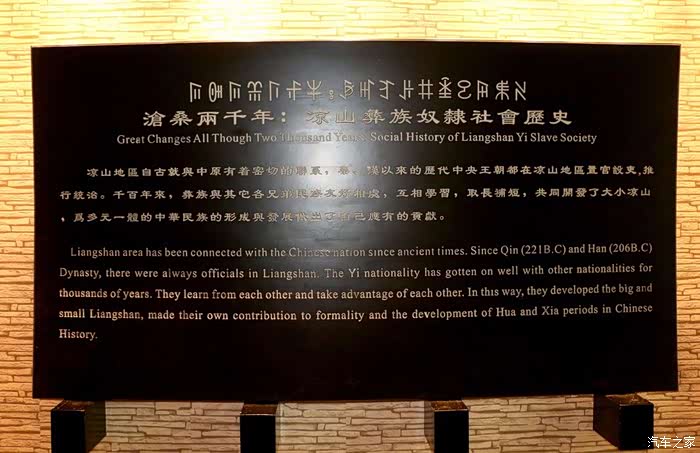 滄桑兩千年：凉山彝族奴隸社會歷史
Great Changes All Though Two Thousand Years: Social History of Liangshan Yi Slave Society
凉山地區自古就與中原有着密切的聯系，秦、漢以來的歷代中央王朝都在凉山地區置官設吏，推
行統治。千百年來，彝族與其它各兄弟民族友好相處，互相學習，取長補短，共同開發了大小凉山
，爲多元一體的中華民族的形成與發展做出了自己應有的貢獻。
Liangshan area has been connected with the Chinese nation since ancient times. Since Qin (221B.C) and Han (206B.C)
Dynasty, there were always officials in Liangshan. The Yi nationality has gotten on well with other nationalities for
thousands of years. They learn from each other and take advantage of each other. In this way, they developed the big and
small Liangshan, made their own contribution to formality and the development of Hua and Xia periods in Chinese
History.
汽车之家